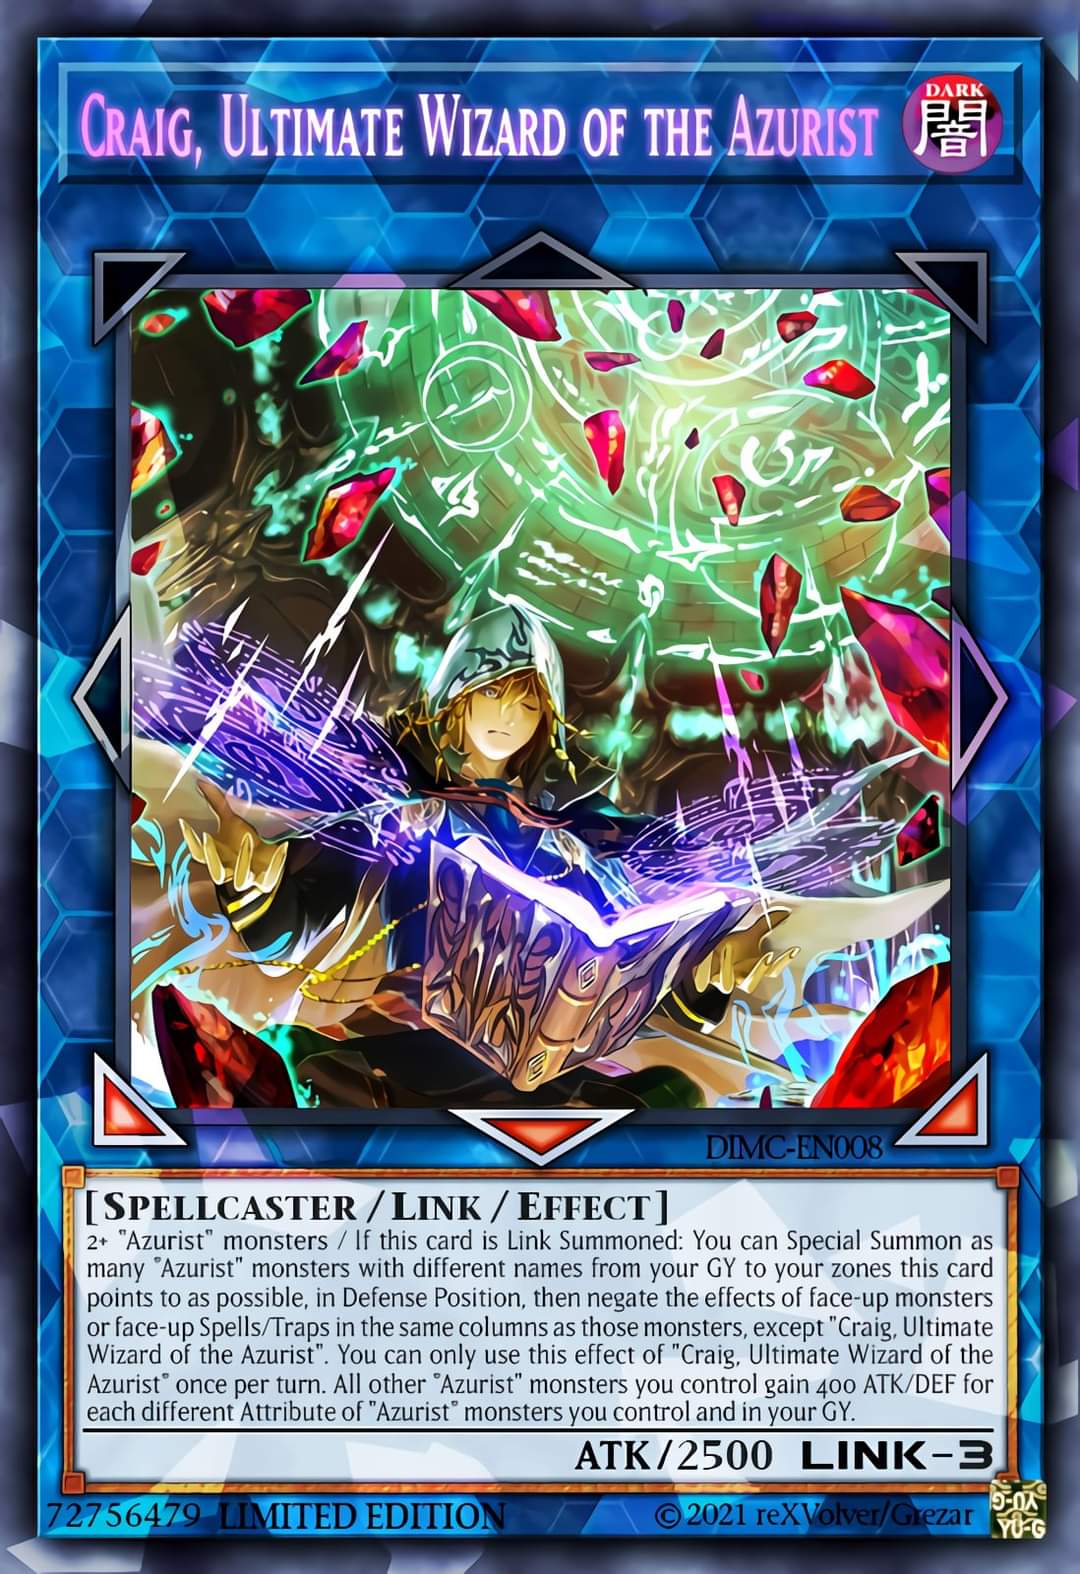 Craig, Ultimate Wizard of the Azurist
DARK
闇
DIMC-EN008
[Spellcaster / Link / Effect]
2+ "Azurist" monsters / If this card is Link Summoned: You can Special Summon as
many "Azurist" monsters with different names from your GY to your zones this card
points to as possible, in Defense Position, then negate the effects of face-up monsters
or face-up Spells/Traps in the same columns as those monsters, except "Craig, Ultimate
Wizard of the Azurist". You can only use this effect of "Craig, Ultimate Wizard of the
Azurist" once per turn. All other "Azurist" monsters you control gain 400 ATK/DEF for
each different Attribute of "Azurist" monsters you control and in your GY.
ATK/2500 LINK-3
72756479 LIMITED EDITION ©2021 reXVolver/Grezar
YU-G
YU-G